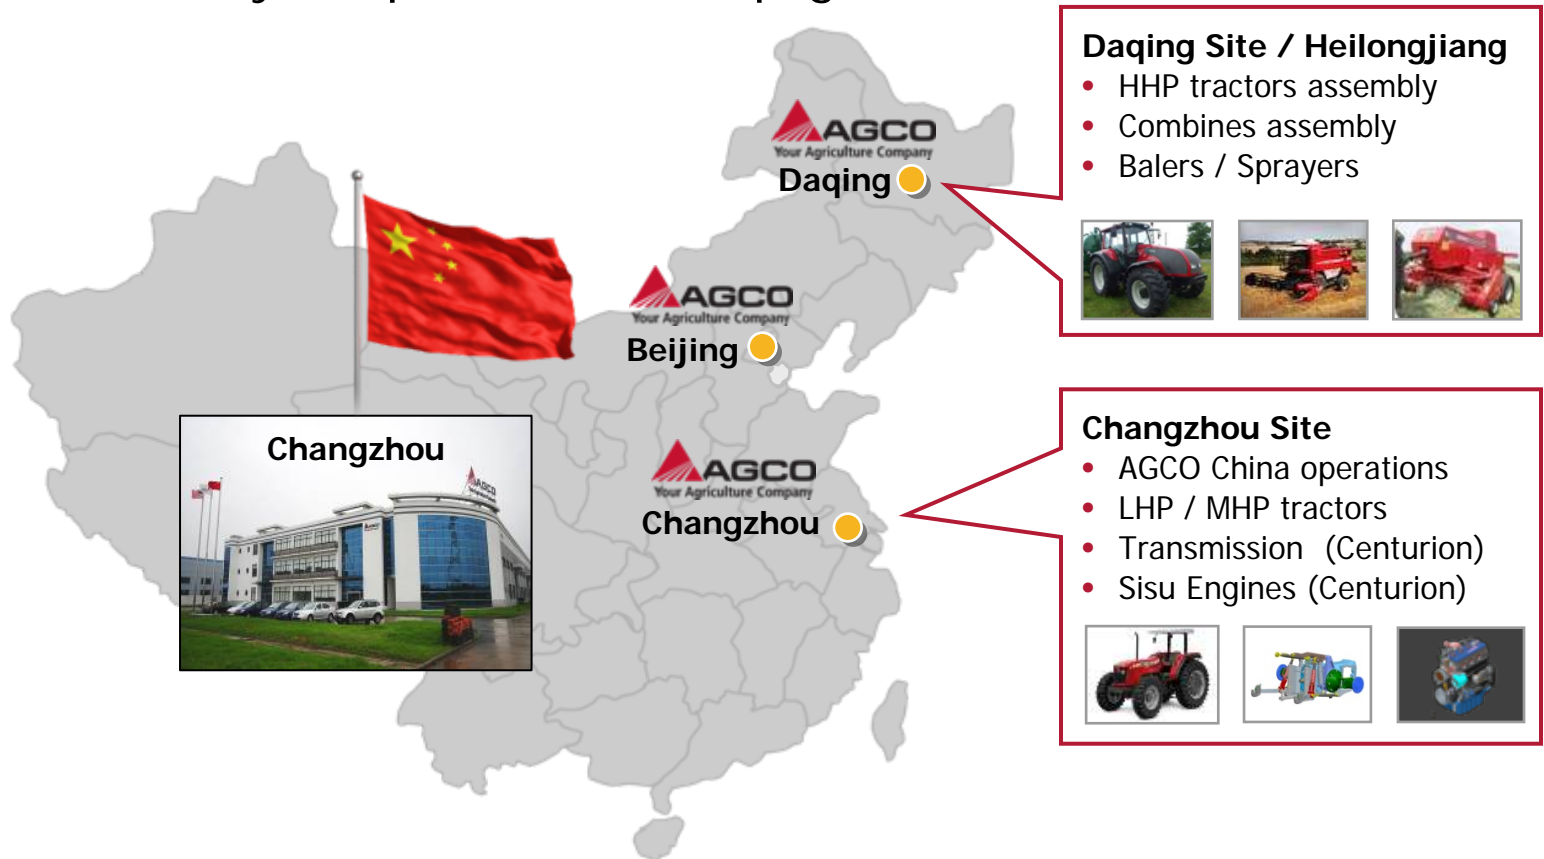 Daqing Site / Heilongjiang
• HHP tractors assembly
• Combines assembly
• Balers / Sprayers
AGCO
Your Agriculture Company
Daqing
AGCO
Your Agriculture Company
Beijing
Changzhou
AGCO
AGCO
AGCO
Your Agriculture Company
Changzhou
Changzhou Site
• AGCO China operations
• LHP / MHP tractors
• Transmission (Centurion)
• Sisu Engines (Centurion)